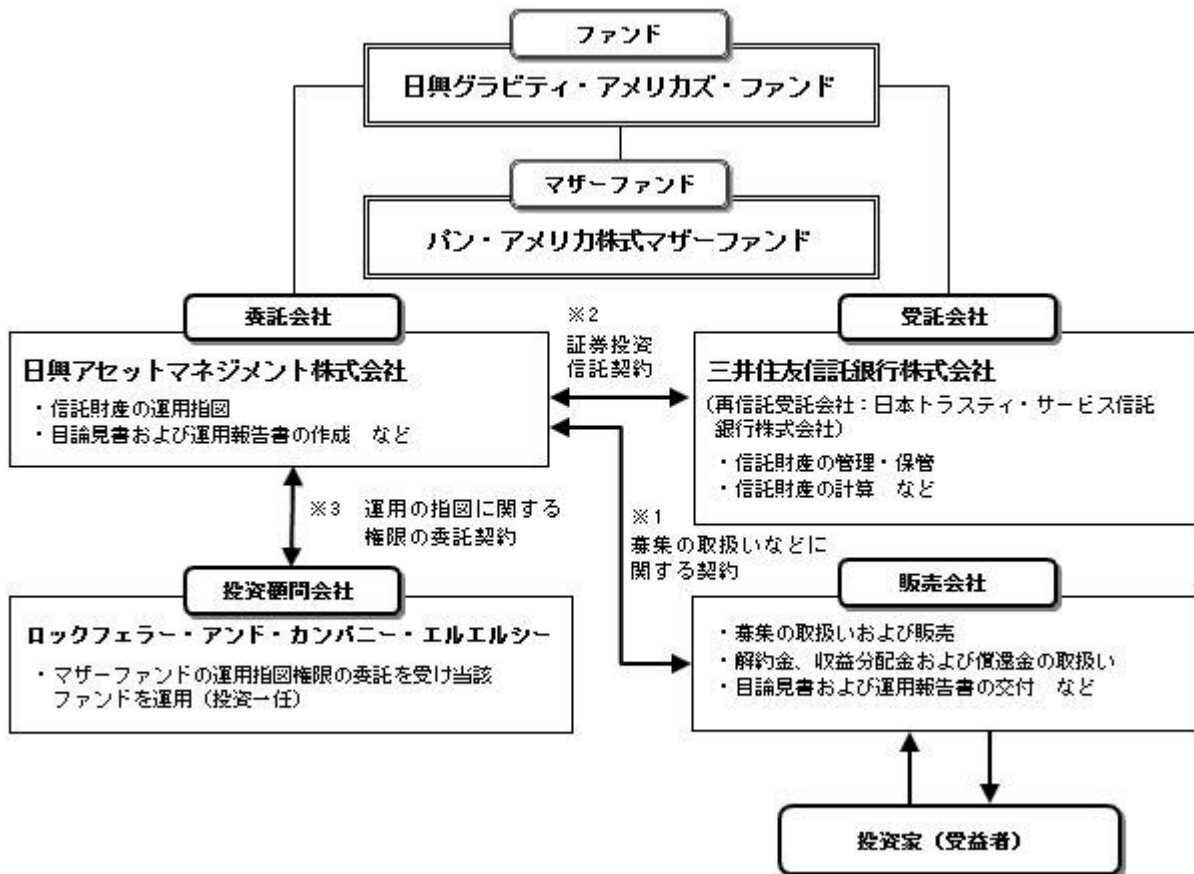 ファンド
日興グラビティ・アメリカズ・ファンド
マザーファンド
パン・アメリカ株式マザーファンド
委託会社
日興アセットマネジメント株式会社
・信託財産の運用指図
・目論見書および運用報告書の作成 など
※2
証券投資
信託契約
受託会社
三井住友信託銀行株式会社
(再信託受託会社:日本トラスティ・サービス信託
銀行株式会社)
・信託財産の管理・保管
・信託財産の計算 など
※3 運用の指図に関する
権限の委託契約
※1
募集の取扱いなどに
関する契約
投資顧問会社
ロックフェラー・アンド・カンパニー・エルエルシー
・マザーファンドの運用指図権限の委託を受け当該
ファンドを運用(投資一任)
販売会社
・募集の取扱いおよび販売
・解約金、収益分配金および償還金の取扱い
・目論見書および運用報告書の交付 など
投資家(受益者)